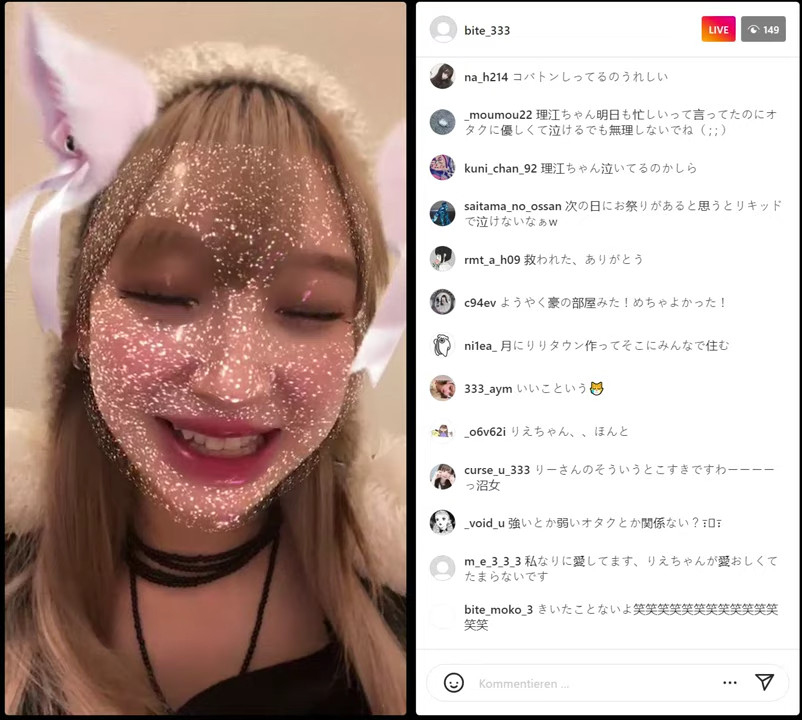 bite_333
LIVE
149
na_h214 コバトンしってるのうれしい
_moumou22 理江ちゃん明日も忙しいって言ってたのにオ
タクに優しくて泣けるでも無理しないでね（ ; ; ）
kuni_chan_92 理江ちゃん泣いてるのかしら
saitama_no_ossan 次の日にお祭りがあると思うとリキッド
で泣けないなぁw
rmt_a_h09 救われた、ありがとう
c94ev ようやく豪の部屋みた！めちゃよかった！
ni1ea_ 月にりりタウン作ってそこにみんなで住む
333_aym いいこという
_o6v62i りえちゃん、、ほんと
curse_u_333 りーさんのそういうとこすきですわーーーー
っ沼女
_void_u 強いとか弱いオタクとか関係ない？
m_e_3_3_3 私なりに愛してます、りえちゃんが愛おしくて
たまらないです
bite_moko_3 きいたことないよ笑笑笑笑笑笑笑笑笑笑笑笑
笑笑
Kommentieren ...